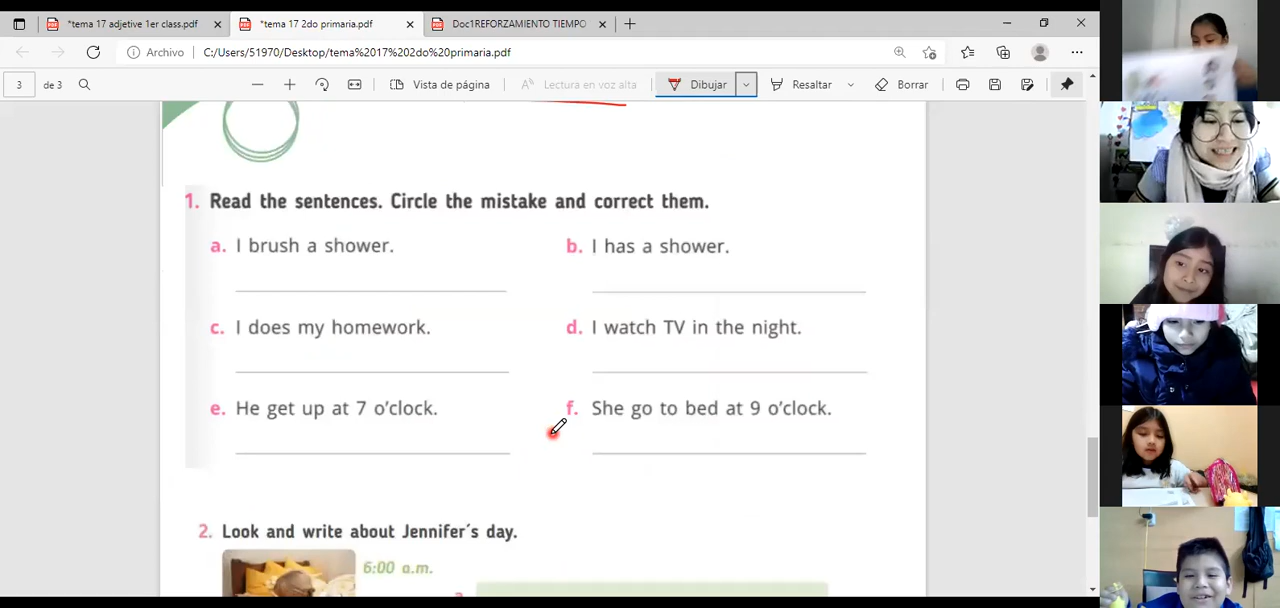 *tema 17 adjetive 1er class.pdf
*tema 17 2do primaria.pdf
Doc1REFORZAMIENTO TIEMPO
Archivo
C:/Users/51970/Desktop/tema%2017%202do%20primaria.pdf
3 de 3
Vista de página
Lectura en voz alta
Dibujar
Resaltar
Borrar
1. Read the sentences. Circle the mistake and correct them.
a. I brush a shower.
b. I has a shower.
c. I does my homework.
d. I watch TV in the night.
e. He get up at 7 o'clock.
f. She go to bed at 9 o'clock.
2. Look and write about Jennifer´s day.
6:00 a.m.